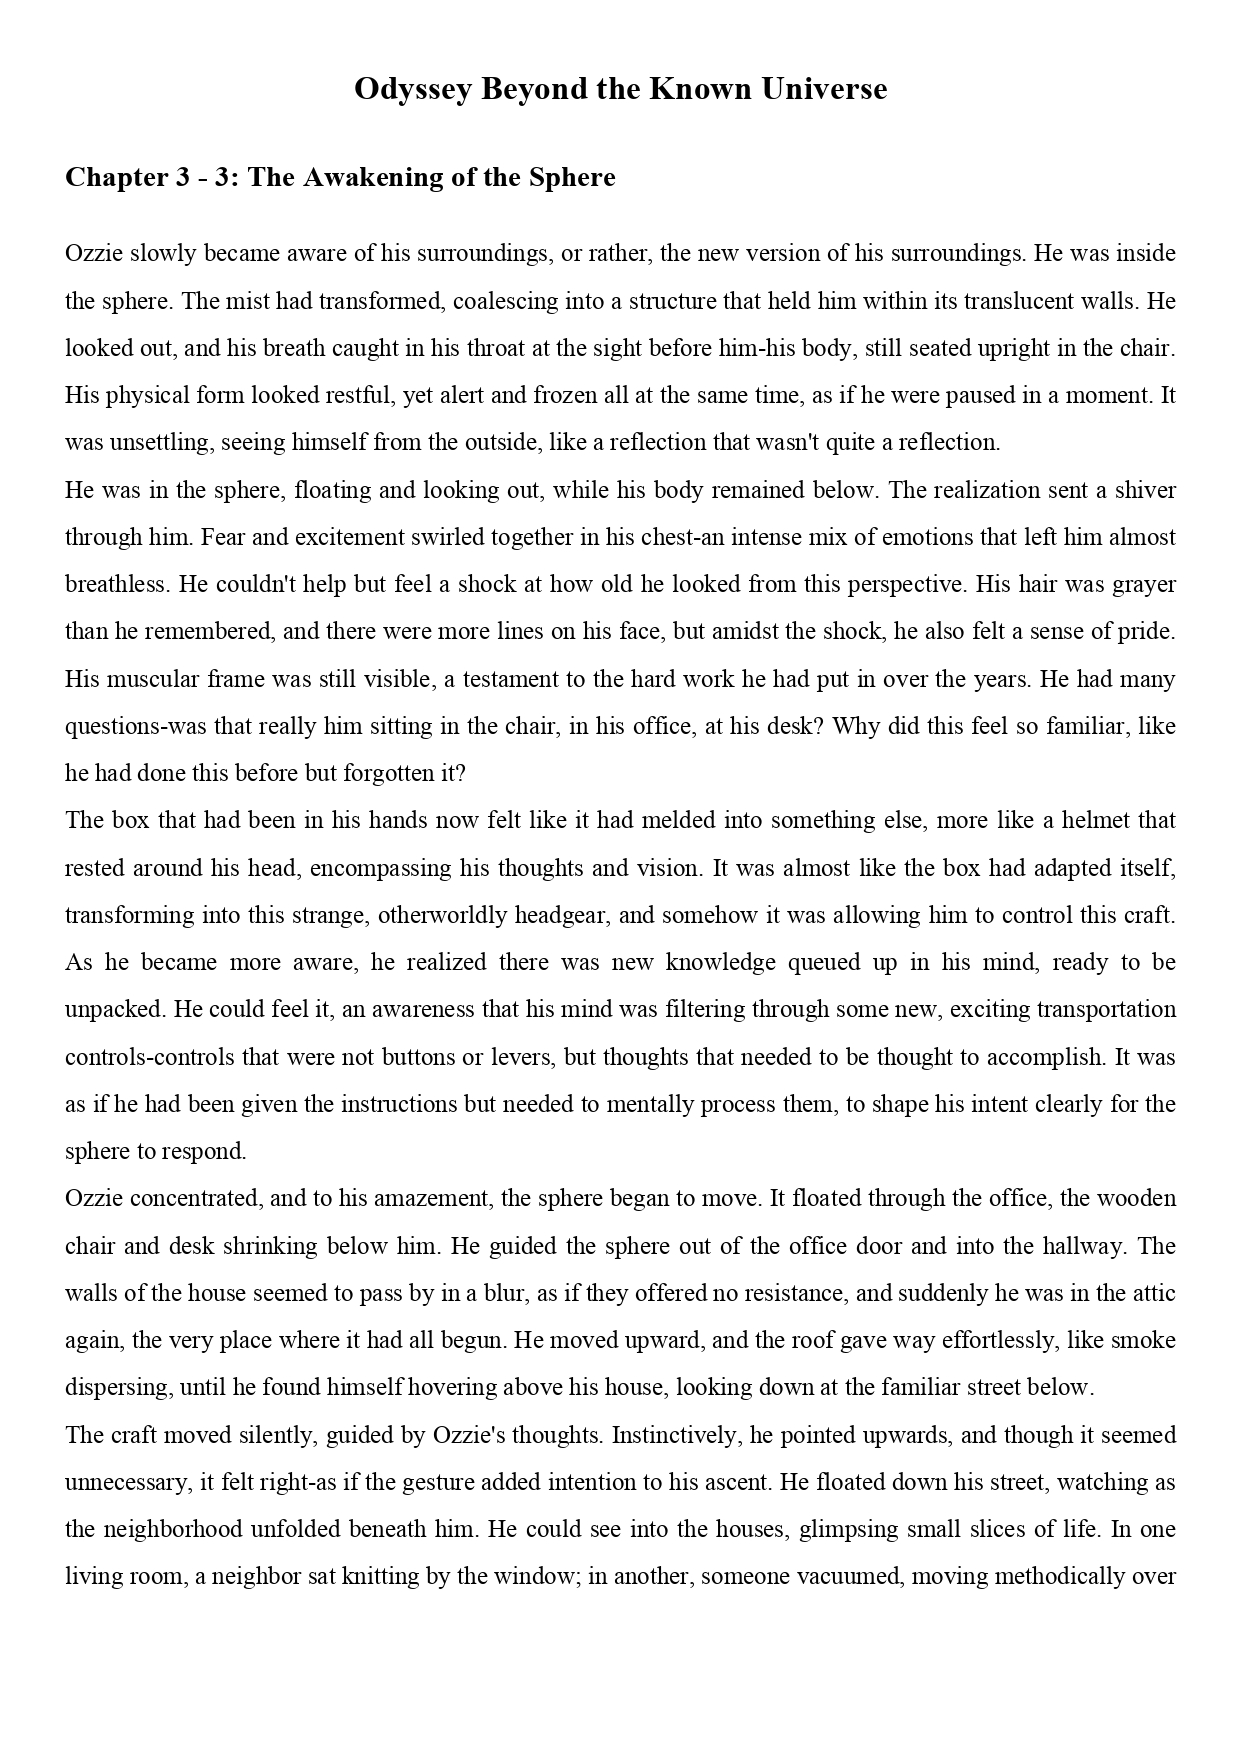 Odyssey Beyond the Known Universe
Chapter 3 - 3: The Awakening of the Sphere
Ozzie slowly became aware of his surroundings, or rather, the new version of his surroundings. He was inside
the sphere. The mist had transformed, coalescing into a structure that held him within its translucent walls. He
looked out, and his breath caught in his throat at the sight before him-his body, still seated upright in the chair.
His physical form looked restful, yet alert and frozen all at the same time, as if he were paused in a moment. It
was unsettling, seeing himself from the outside, like a reflection that wasn't quite a reflection.
He was in the sphere, floating and looking out, while his body remained below. The realization sent a shiver
through him. Fear and excitement swirled together in his chest-an intense mix of emotions that left him almost
breathless. He couldn't help but feel a shock at how old he looked from this perspective. His hair was grayer
than he remembered, and there were more lines on his face, but amidst the shock, he also felt a sense of pride.
His muscular frame was still visible, a testament to the hard work he had put in over the years. He had many
questions-was that really him sitting in the chair, in his office, at his desk? Why did this feel so familiar, like
he had done this before but forgotten it?
The box that had been in his hands now felt like it had melded into something else, more like a helmet that
rested around his head, encompassing his thoughts and vision. It was almost like the box had adapted itself,
transforming into this strange, otherworldly headgear, and somehow it was allowing him to control this craft.
As he became more aware, he realized there was new knowledge queued up in his mind, ready to be
unpacked. He could feel it, an awareness that his mind was filtering through some new, exciting transportation
controls-controls that were not buttons or levers, but thoughts that needed to be thought to accomplish. It was
as if he had been given the instructions but needed to mentally process them, to shape his intent clearly for the
sphere to respond.
Ozzie concentrated, and to his amazement, the sphere began to move. It floated through the office, the wooden
chair and desk shrinking below him. He guided the sphere out of the office door and into the hallway. The
walls of the house seemed to pass by in a blur, as if they offered no resistance, and suddenly he was in the attic
again, the very place where it had all begun. He moved upward, and the roof gave way effortlessly, like smoke
dispersing, until he found himself hovering above his house, looking down at the familiar street below.
The craft moved silently, guided by Ozzie's thoughts. Instinctively, he pointed upwards, and though it seemed
unnecessary, it felt right-as if the gesture added intention to his ascent. He floated down his street, watching as
the neighborhood unfolded beneath him. He could see into the houses, glimpsing small slices of life. In one
living room, a neighbor sat knitting by the window; in another, someone vacuumed, moving methodically over